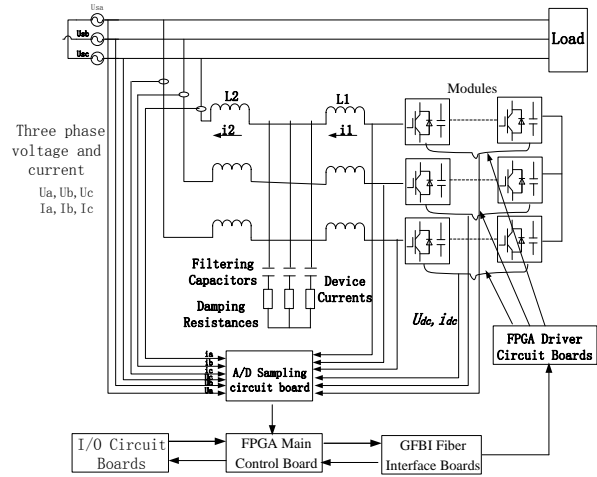 Usa
Usb
Usc
Load
L2
L1
Modules
i2
i1
Three phase
voltage and
current
Ua,Ub,Uc
Ia,Ib,Ic
Filtering
Capacitors
Device
Currents
Damping
Resistances
Udc, idc
FPGA Driver
Circuit Boards
ia
ib
ic
Uc
Ub
Ua
A/D Sampling
circuit board
I/O Circuit
Boards
FPGA Main
Control Board
GFBI Fiber
Interface Boards